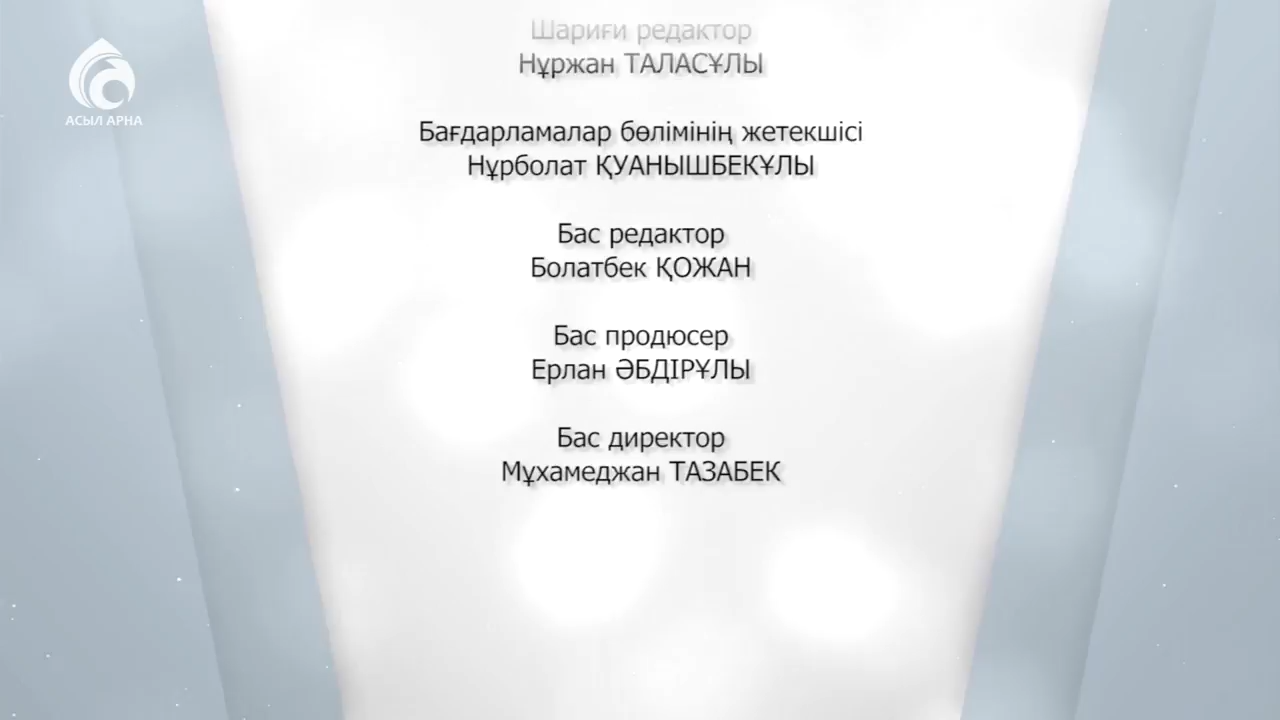 Шариғи редактор
Нұржан ТАЛАСҰЛЫ
АСЫЛ АРНА
Бағдарламалар бөлімінің жетекшісі
Нұрболат ҚУАНЫШБЕКҰЛЫ
Бас редактор
Болатбек ҚОЖАН
Бас продюсер
Ерлан ӘБДІРҰЛЫ
Бас директор
Мұхамеджан ТАЗАБЕК